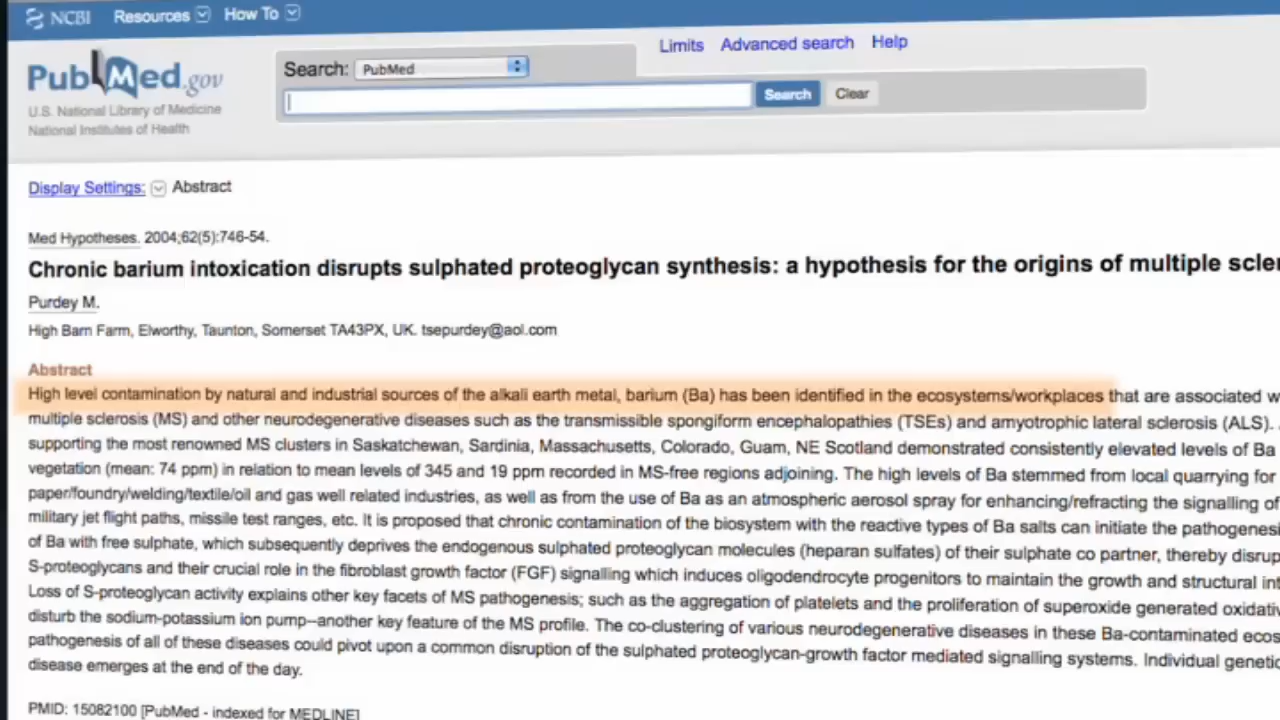 NCBI Resources How To
Limits Advanced search Help
PubMed.gov Search: PubMed
Search Clear
U.S. National Library of Medicine
National Institutes of Health
Display Settings: Abstract
Med Hypotheses. 2004;62(5):746-54.
Chronic barium intoxication disrupts sulphated proteoglycan synthesis: a hypothesis for the origins of multiple scler
Purdey M.
High Barn Farm, Elworthy, Taunton, Somerset TA43PX, UK. tsepurdey@aol.com
Abstract
High level contamination by natural and industrial sources of the alkali earth metal, barium (Ba) has been identified in the ecosystems/workplaces that are associated w
multiple sclerosis (MS) and other neurodegenerative diseases such as the transmissible spongiform encephalopathies (TSEs) and amyotrophic lateral sclerosis (ALS).
supporting the most renowned MS clusters in Saskatchewan, Sardinia, Massachusetts, Colorado, Guam, NE Scotland demonstrated consistently elevated levels of Ba
vegetation (mean: 74 ppm) in relation to mean levels of 345 and 19 ppm recorded in MS-free regions adjoining. The high levels of Ba stemmed from local quarrying for
paper/foundry/welding/textile/oil and gas well related industries, as well as from the use of Ba as an atmospheric aerosol spray for enhancing/refracting the signalling of
military jet flight paths, missile test ranges, etc. It is proposed that chronic contamination of the biosystem with the reactive types of Ba salts can initiate the pathogenesi
of Ba with free sulphate, which subsequently deprives the endogenous sulphated proteoglycan molecules (heparan sulfates) of their sulphate co partner, thereby disrup
S-proteoglycans and their crucial role in the fibroblast growth factor (FGF) signalling which induces oligodendrocyte progenitors to maintain the growth and structural int
Loss of S-proteoglycan activity explains other key facets of MS pathogenesis; such as the aggregation of platelets and the proliferation of superoxide generated oxidativ
disturb the sodium-potassium ion pump--another key feature of the MS profile. The co-clustering of various neurodegenerative diseases in these Ba-contaminated ecos
pathogenesis of all of these diseases could pivot upon a common disruption of the sulphated proteoglycan-growth factor mediated signalling systems. Individual genetic
disease emerges at the end of the day.
PMID: 15082100 [PubMed - indexed for MEDLINE]